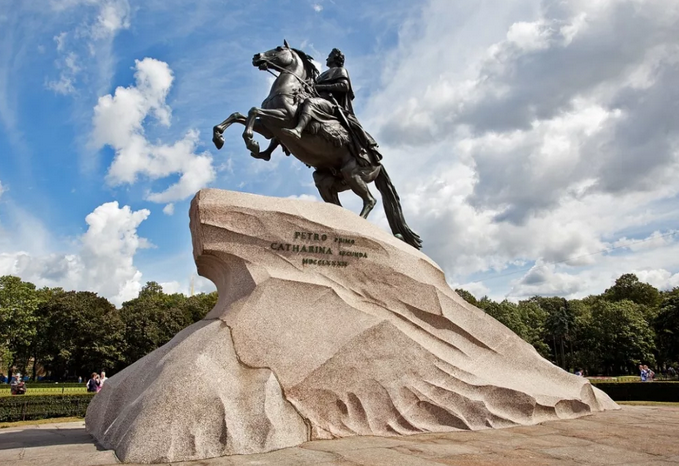 PETRO PRIMO
CATHARINA SECUNDA
MDCCLXXXII